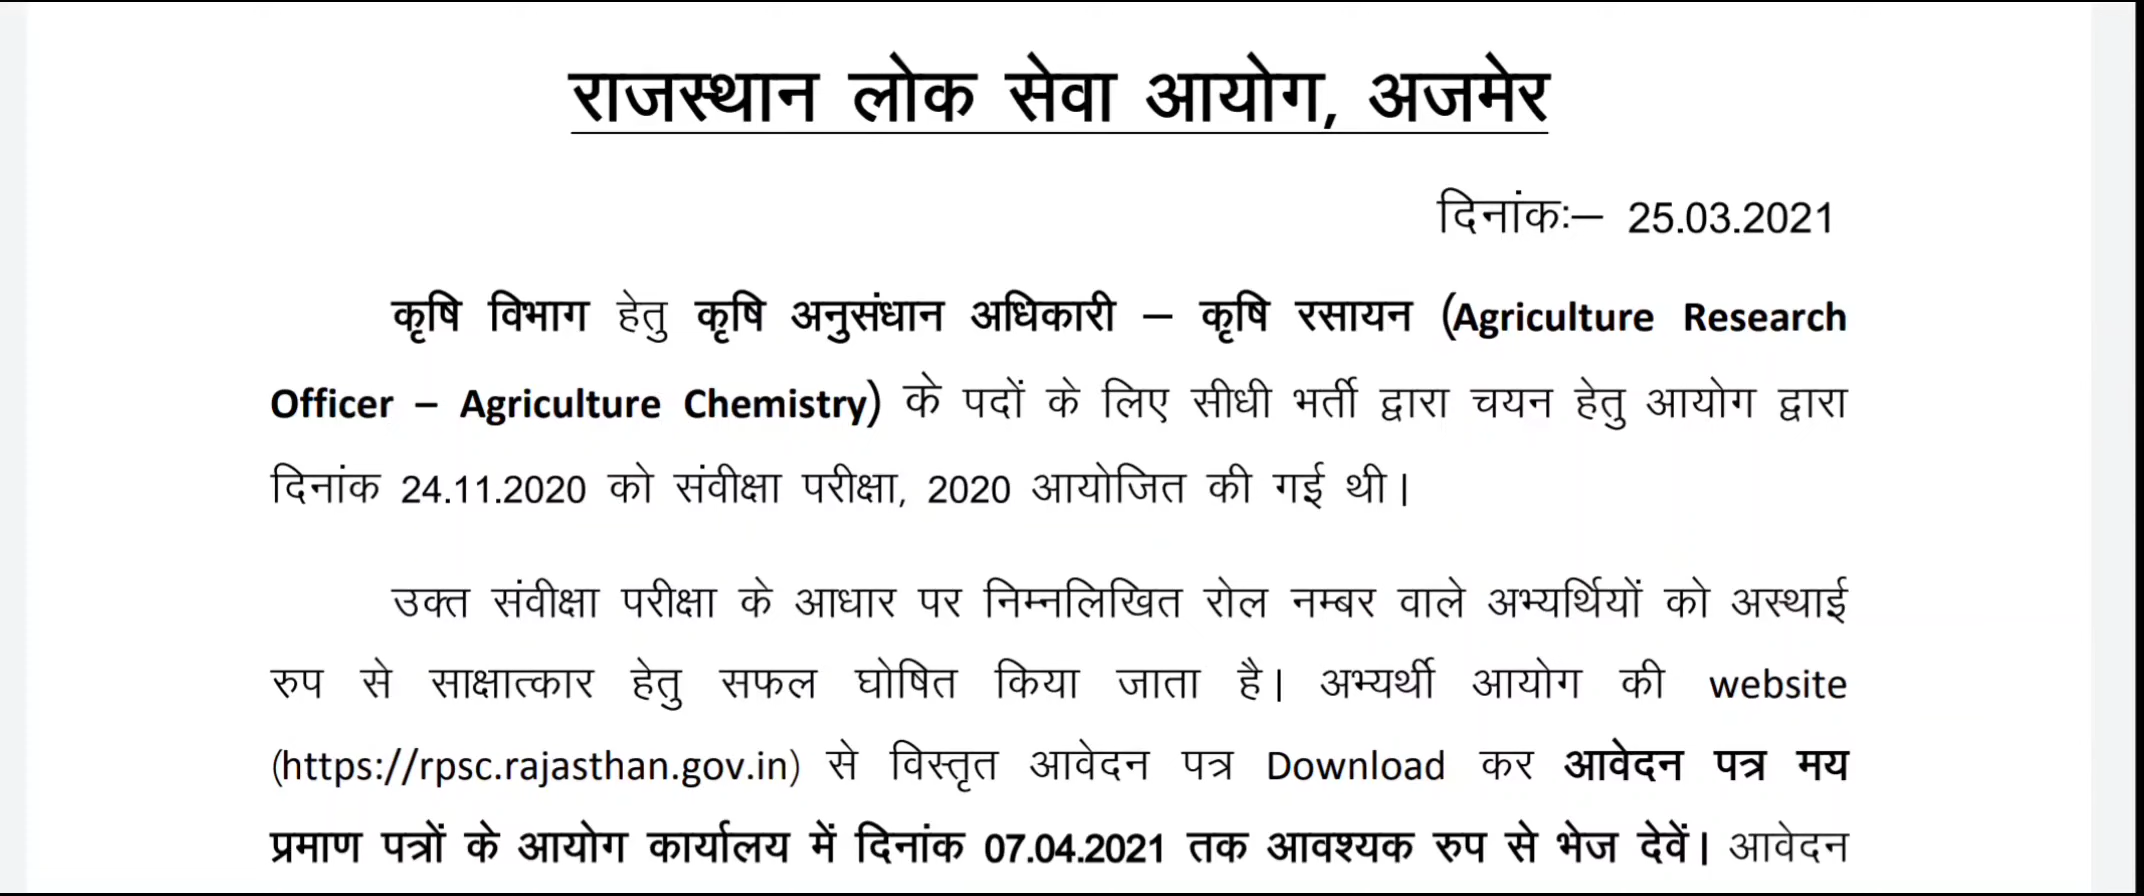 राजस्थान लोक सेवा आयोग, अजमेर
दिनांकः– 25.03.2021
कृषि विभाग हेतु कृषि अनुसंधान अधिकारी – कृषि रसायन (Agriculture Research
Officer – Agriculture Chemistry) के पदों के लिए सीधी भर्ती द्वारा चयन हेतु आयोग द्वारा
दिनांक 24.11.2020 को संवीक्षा परीक्षा, 2020 आयोजित की गई थी।
उक्त संवीक्षा परीक्षा के आधार पर निम्नलिखित रोल नम्बर वाले अभ्यर्थियों को अस्थाई
रुप से साक्षात्कार हेतु सफल घोषित किया जाता है। अभ्यर्थी आयोग की website
(https://rpsc.rajasthan.gov.in) से विस्तृत आवेदन पत्र Download कर आवेदन पत्र मय
प्रमाण पत्रों के आयोग कार्यालय में दिनांक 07.04.2021 तक आवश्यक रुप से भेज देवें। आवेदन